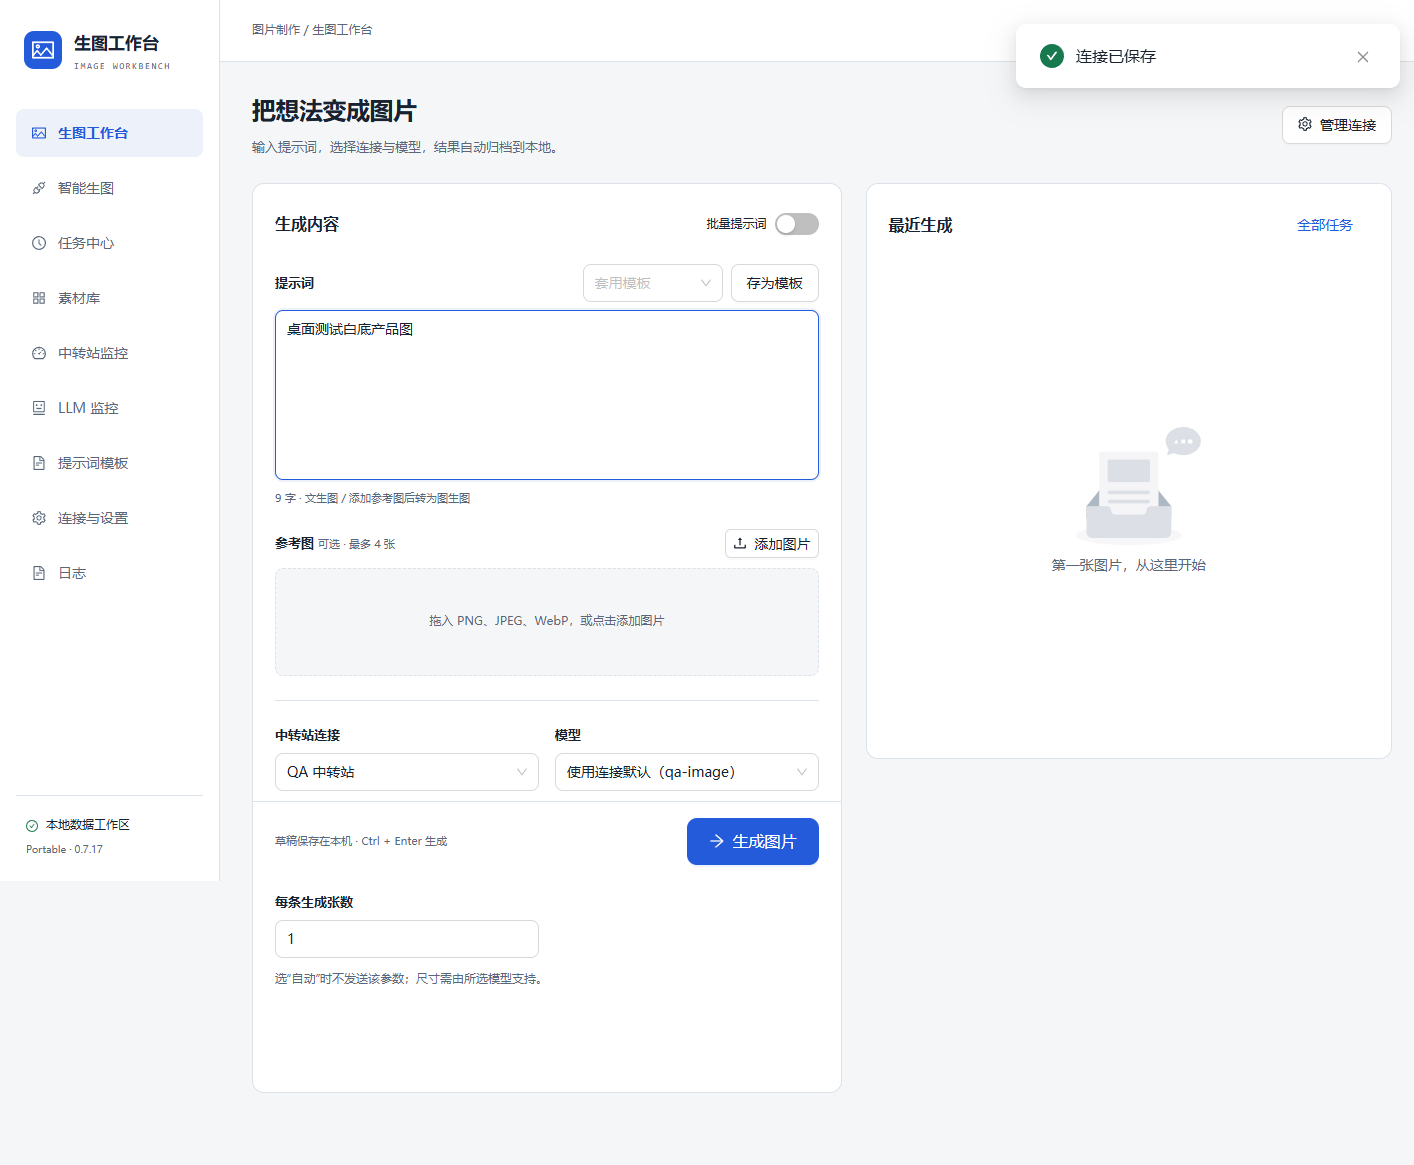 生图工作台
IMAGE WORKBENCH
生图工作台
智能生图
任务中心
素材库
中转站监控
LLM 监控
提示词模板
连接与设置
日志
本地数据工作区
Portable · 0.7.17
图片制作 / 生图工作台
连接已保存
把想法变成图片
输入提示词，选择连接与模型，结果自动归档到本地。
管理连接
生成内容
批量提示词
提示词
套用模板
存为模板
桌面测试白底产品图
9 字 · 文生图 / 添加参考图后转为图生图
参考图 可选 · 最多 4 张
添加图片
拖入 PNG、JPEG、WebP，或点击添加图片
中转站连接
模型
QA 中转站
使用连接默认（qa-image）
草稿保存在本机 · Ctrl + Enter 生成
生成图片
每条生成张数
1
选“自动”时不发送该参数；尺寸需由所选模型支持。
最近生成
全部任务
第一张图片，从这里开始